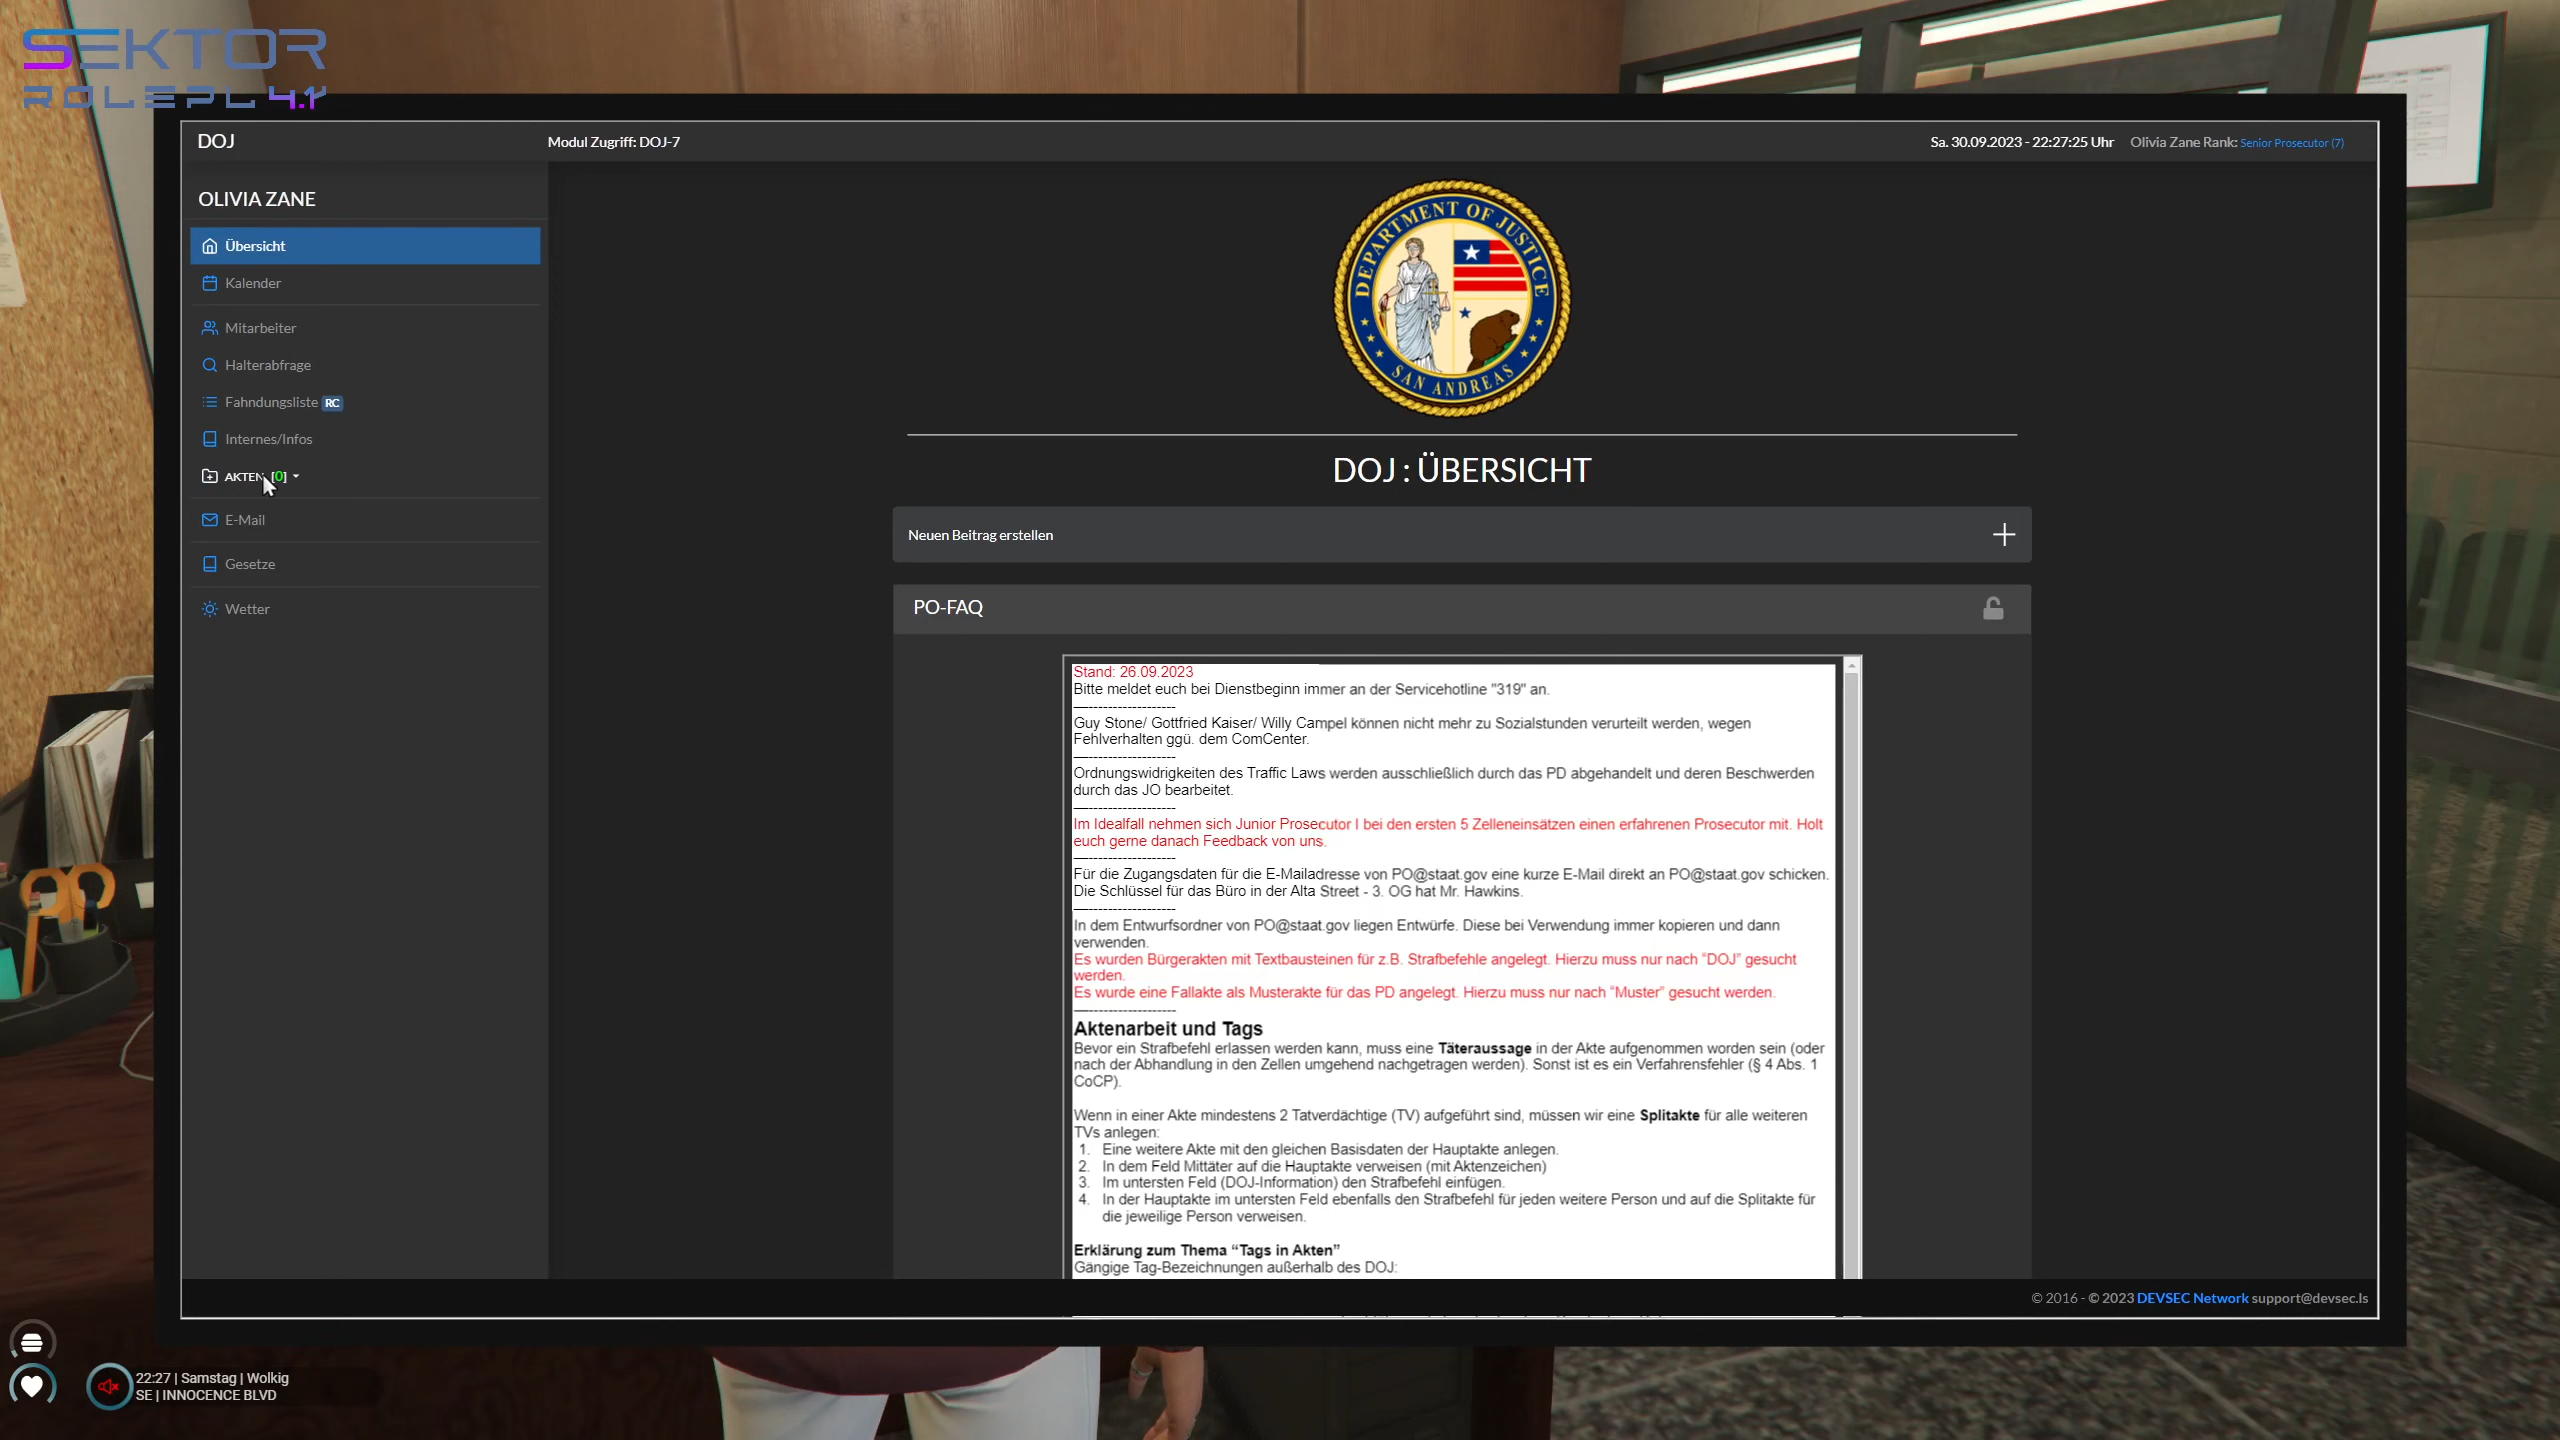 SEKTOR
ROLEPL4.Y
DOJ
Modul Zugriff: DOJ-7
Sa. 30.09.2023 - 22:27:25 Uhr
Olivia Zane Rank: Senior Prosecutor (7)
OLIVIA ZANE
Übersicht
Kalender
Mitarbeiter
Halterabfrage
Fahndungsliste RC
Internes/Infos
AKTEN [0]
E-Mail
Gesetze
Wetter
DEPARTMENT OF JUSTICE
SAN ANDREAS
DOJ : ÜBERSICHT
Neuen Beitrag erstellen
PO-FAQ
Stand: 26.09.2023
Bitte meldet euch bei Dienstbeginn immer an der Servicehotline "319" an.
—-------------------
Guy Stone/ Gottfried Kaiser/ Willy Campel können nicht mehr zu Sozialstunden verurteilt werden, wegen
Fehlverhalten ggü. dem ComCenter.
—-------------------
Ordnungswidrigkeiten des Traffic Laws werden ausschließlich durch das PD abgehandelt und deren Beschwerden
durch das JO bearbeitet.
—-------------------
Im Idealfall nehmen sich Junior Prosecutor I bei den ersten 5 Zelleneinsätzen einen erfahrenen Prosecutor mit. Holt
euch gerne danach Feedback von uns.
—-------------------
Für die Zugangsdaten für die E-Mailadresse von PO@staat.gov eine kurze E-Mail direkt an PO@staat.gov schicken.
Die Schlüssel für das Büro in der Alta Street - 3. OG hat Mr. Hawkins.
—-------------------
In dem Entwurfsordner von PO@staat.gov liegen Entwürfe. Diese bei Verwendung immer kopieren und dann
verwenden.
Es wurden Bürgerakten mit Textbausteinen für z.B. Strafbefehle angelegt. Hierzu muss nur nach “DOJ” gesucht
werden.
Es wurde eine Fallakte als Musterakte für das PD angelegt. Hierzu muss nur nach “Muster” gesucht werden.
—-------------------
Aktenarbeit und Tags
Bevor ein Strafbefehl erlassen werden kann, muss eine Täteraussage in der Akte aufgenommen worden sein (oder
nach der Abhandlung in den Zellen umgehend nachgetragen werden). Sonst ist es ein Verfahrensfehler (§ 4 Abs. 1
CoCP).
Wenn in einer Akte mindestens 2 Tatverdächtige (TV) aufgeführt sind, müssen wir eine Splitakte für alle weiteren
TVs anlegen:
1. Eine weitere Akte mit den gleichen Basisdaten der Hauptakte anlegen.
2. In dem Feld Mittäter auf die Hauptakte verweisen (mit Aktenzeichen)
3. Im untersten Feld (DOJ-Information) den Strafbefehl einfügen.
4. In der Hauptakte im untersten Feld ebenfalls den Strafbefehl für jeden weitere Person und auf die Splitakte für
die jeweilige Person verweisen.
Erklärung zum Thema “Tags in Akten”
Gängige Tag-Bezeichnungen außerhalb des DOJ:
© 2016 - © 2023 DEVSEC Network support@devsec.ls
22:27 | Samstag | Wolkig
SE | INNOCENCE BLVD